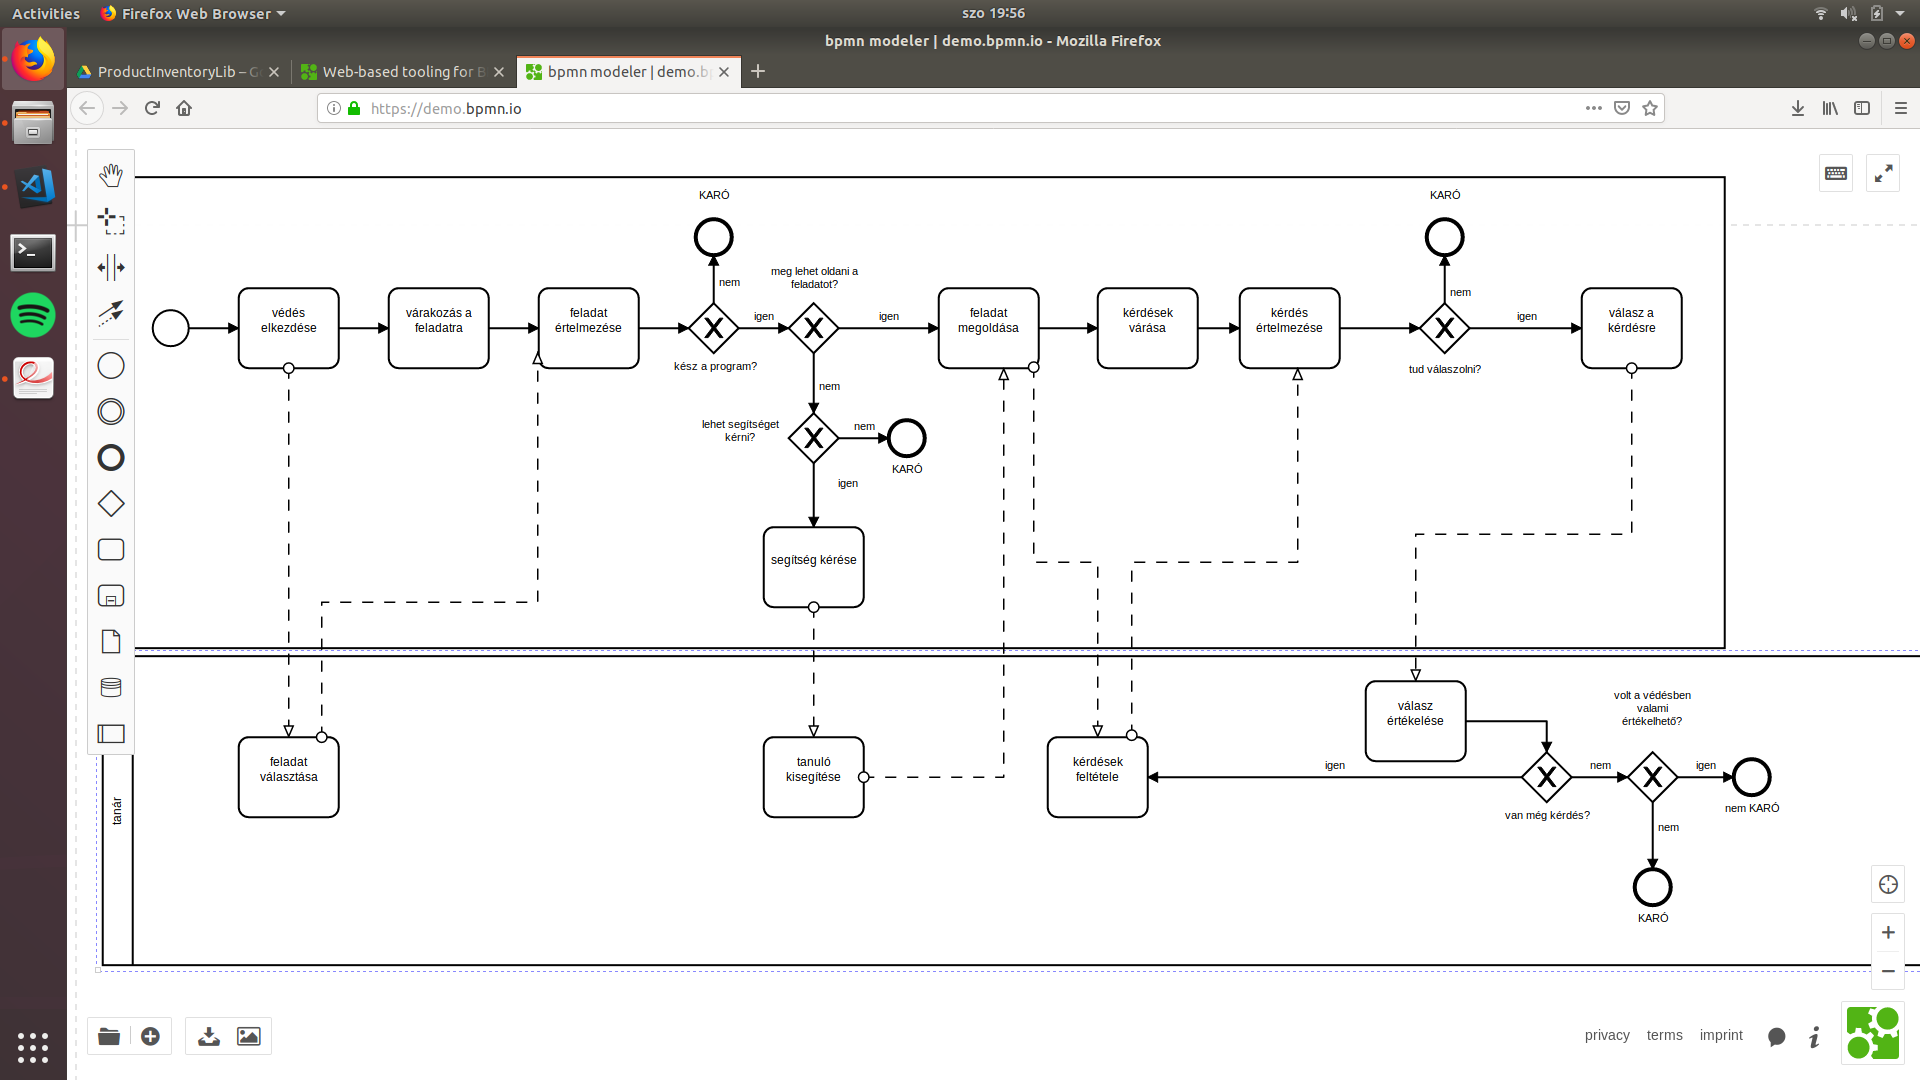 Activities
Firefox Web Browser
szo 19:56
bpmn modeler | demo.bpmn.io - Mozilla Firefox
ProductInventoryLib – G
Web-based tooling for B
bpmn modeler | demo.bp
https://demo.bpmn.io
KARÓ
KARÓ
nem
meg lehet oldani a
feladatot?
nem
védés
elkezdése
várakozás a
feladatra
feladat
értelmezése
X
igen
X
igen
feladat
megoldása
kérdések
várása
kérdés
értelmezése
X
igen
válasz a
kérdésre
kész a program?
tud válaszolni?
nem
lehet segítséget
kérni?
X
nem
KARÓ
igen
segítség kérése
válasz
értékelése
volt a védésben
valami
értékelhető?
feladat
választása
tanuló
kisegítése
kérdések
feltétele
igen
X
nem
X
igen
nem KARÓ
van még kérdés?
nem
KARÓ
tanár
privacy
terms
imprint